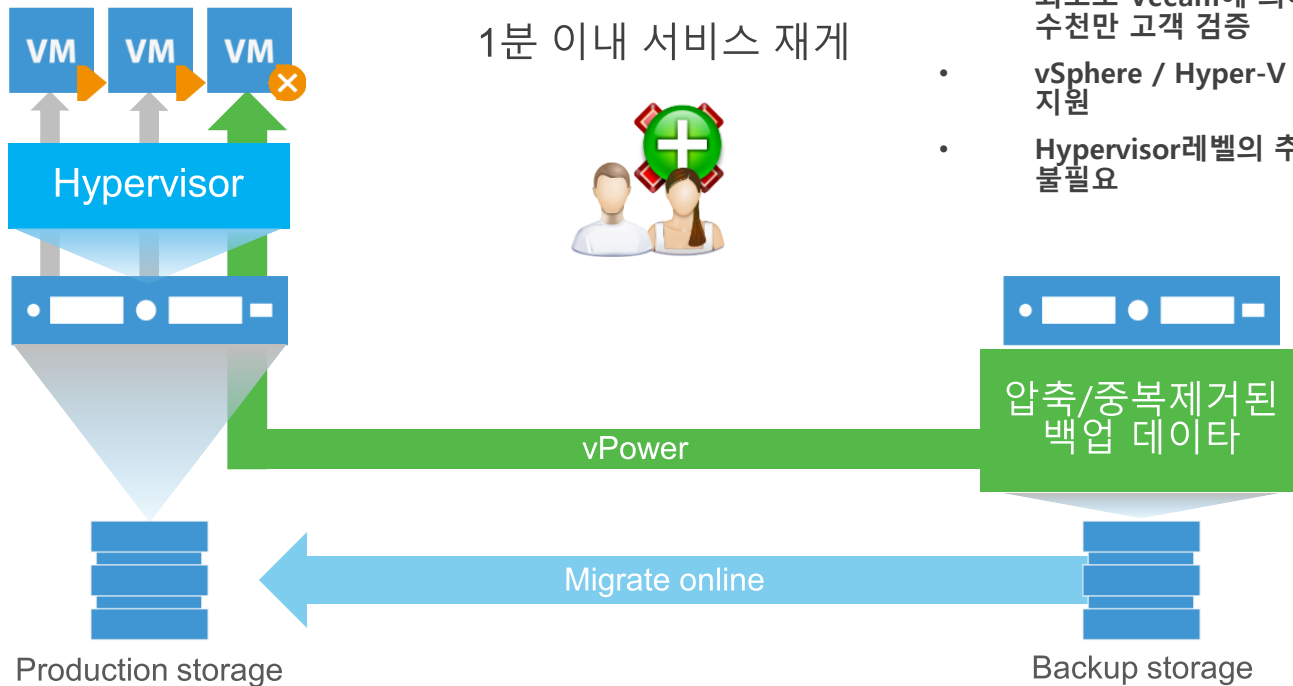 VM
VM
VM
1분 이내 서비스 재게
수천만 고객 검증
• vSphere / Hyper-V
지원
• Hypervisor레벨의
불필요
Hypervisor
압축/중복제거된
백업 데이타
vPower
Migrate online
Production storage
Backup storage